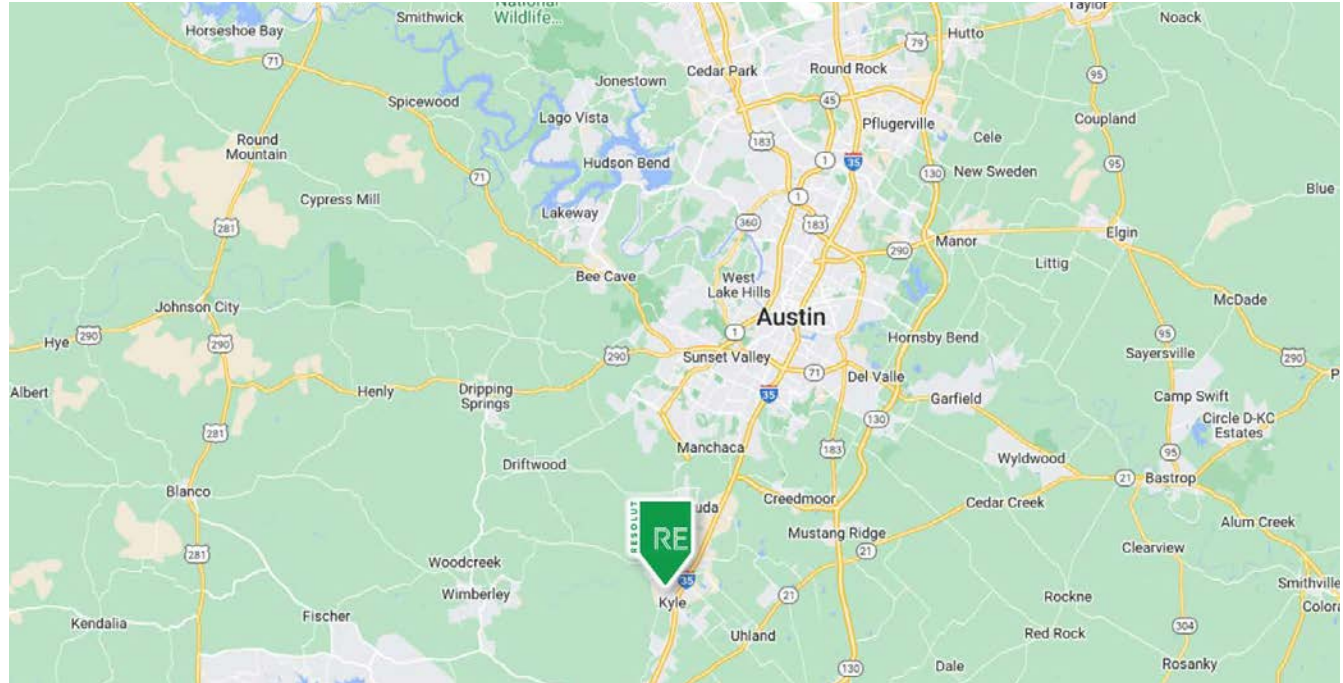 National
Wildlife...
Smithwick
Horseshoe Bay
71
Taylor
Noack
Hutto
79
Cedar Park
Round Rock
95
Jonestown
Spicewood
45
Lago Vista
Coupland
Pflugerville
Cele
183
Round
Mountain
Hudson Bend
1
35
95
71
130
New Sweden
Blue
Cypress Mill
1
Lakeway
360
183
281
Manor
Elgin
290
Littig
Bee Cave
West
Lake Hills
McDade
Johnson City
Austin
95
Hye
290
1
Hornsby Bend
290
290
Sunset Valley
Sayersville
290
71
Del Valle
Albert
Henly
Dripping
Springs
35
Garfield
Camp Swift
130
Circle D-KC
Estates
281
Manchaca
183
95
Driftwood
Wyldwood
21
Bastrop
Blanco
Creedmoor
Cedar Creek
uda
RESOLUT
RE
Mustang Ridge
Alum Creek
281
21
Clearview
Woodcreek
35
Smithville
Wimberley
Kyle
21
Rockne
Colora
Fischer
Kendalia
Uhland
Red Rock
304
130
Dale
Rosanky